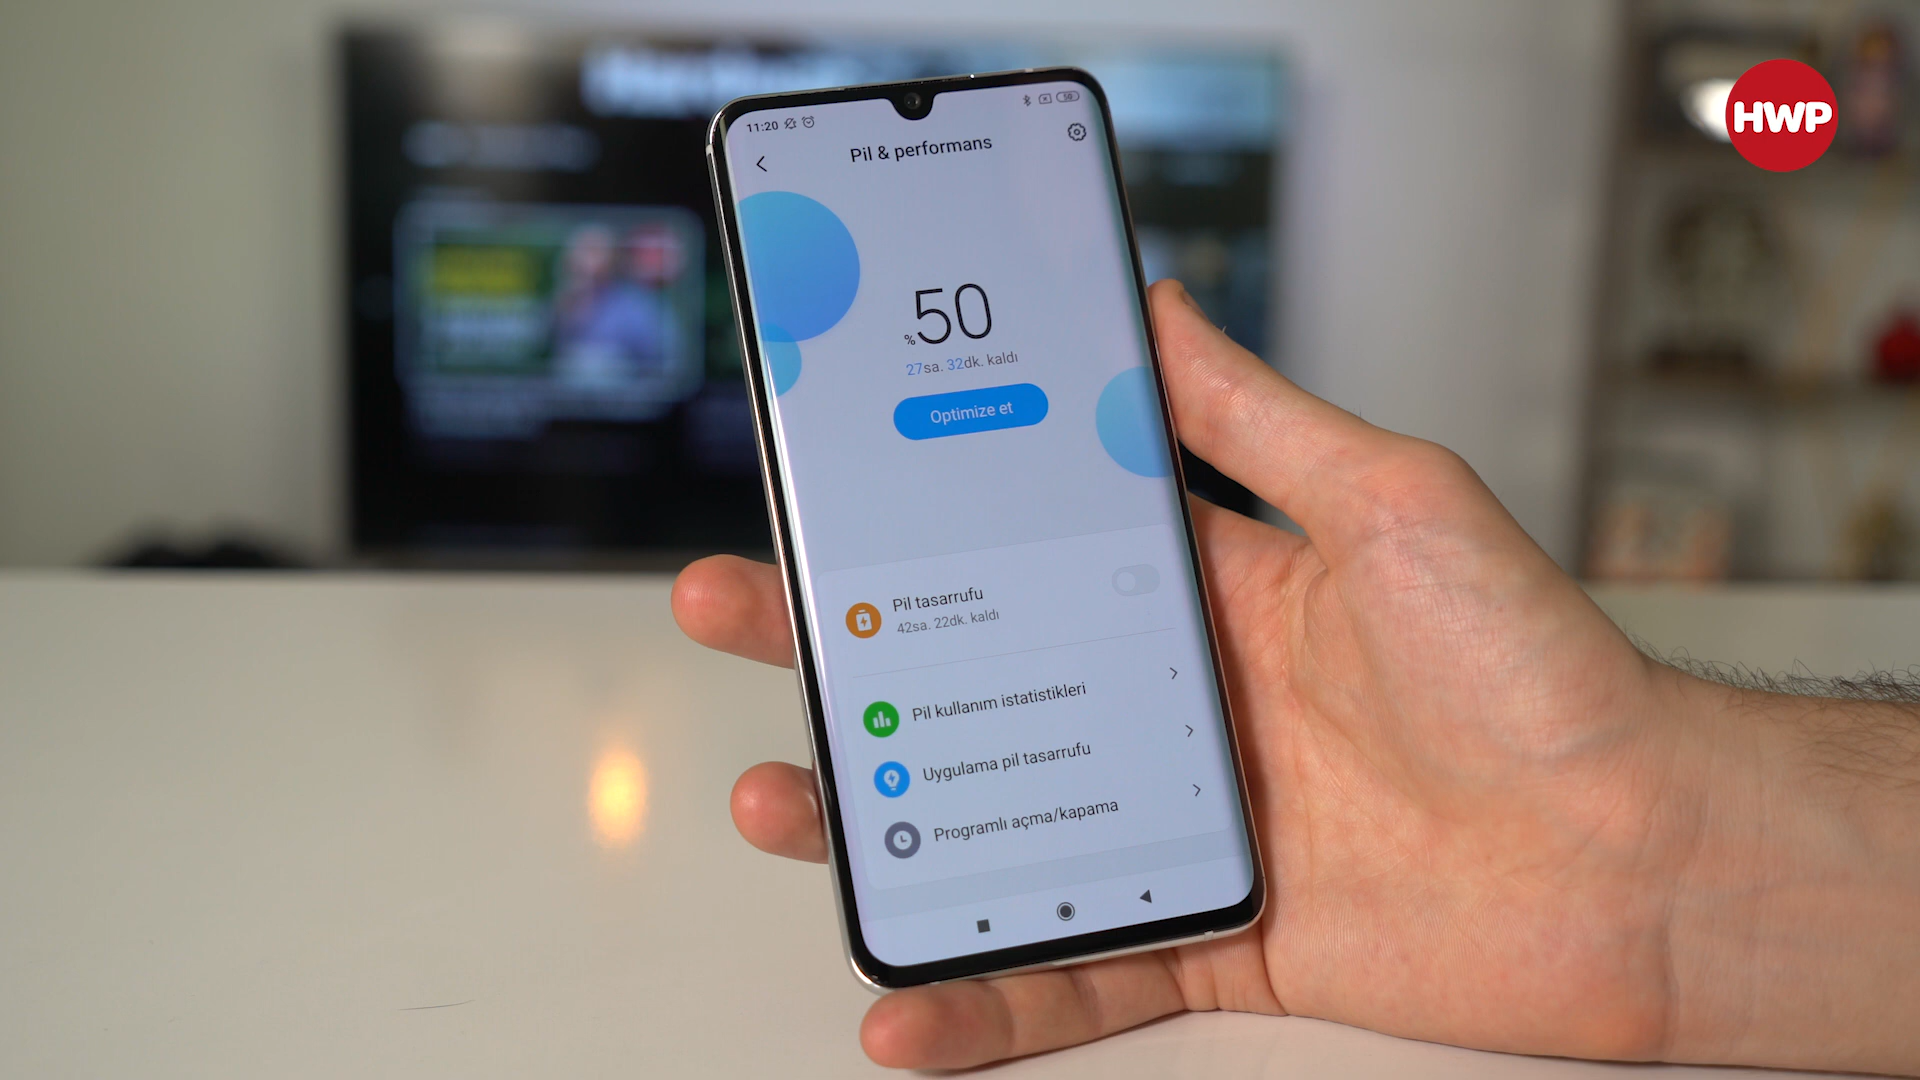 HWP
11:20
50
Pil & performans
%50
27sa. 32dk. kaldı
Optimize et
Pil tasarrufu
42sa. 22dk. kaldı
Pil kullanım istatistikleri
Uygulama pil tasarrufu
Programlı açma/kapama